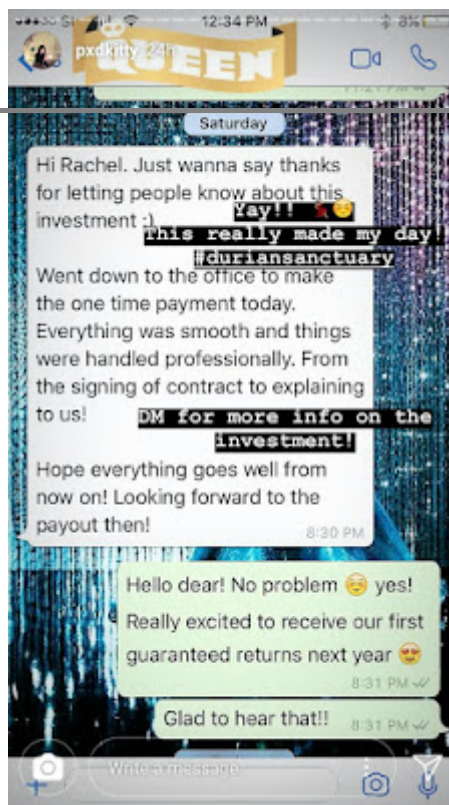 12:34 PM
8%
pxdkitty 24h
QUEEN
11:21 PM
Saturday
Hi Rachel. Just wanna say thanks
for letting people know about this
investment :)
Yay!! 💃☺️
This really made my day!
#duriansanctuary
Went down to the office to make
the one time payment today.
Everything was smooth and things
were handled professionally. From
the signing of contract to explaining
to us!
DM for more info on the
investment!
Hope everything goes well from
now on! Looking forward to the
payout then!
8:30 PM
Hello dear! No problem ☺️ yes!
Really excited to receive our first
guaranteed returns next year 😍
8:31 PM
Glad to hear that!!
8:31 PM
Write a message